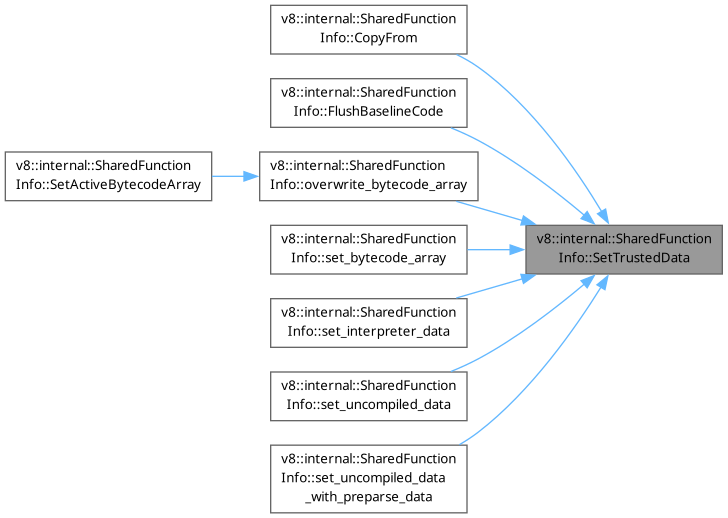 v8::internal::SharedFunction
Info::CopyFrom
v8::internal::SharedFunction
Info::FlushBaselineCode
v8::internal::SharedFunction
Info::SetActiveBytecodeArray
v8::internal::SharedFunction
Info::overwrite_bytecode_array
v8::internal::SharedFunction
Info::SetTrustedData
v8::internal::SharedFunction
Info::set_bytecode_array
v8::internal::SharedFunction
Info::set_interpreter_data
v8::internal::SharedFunction
Info::set_uncompiled_data
v8::internal::SharedFunction
Info::set_uncompiled_data
_with_preparse_data